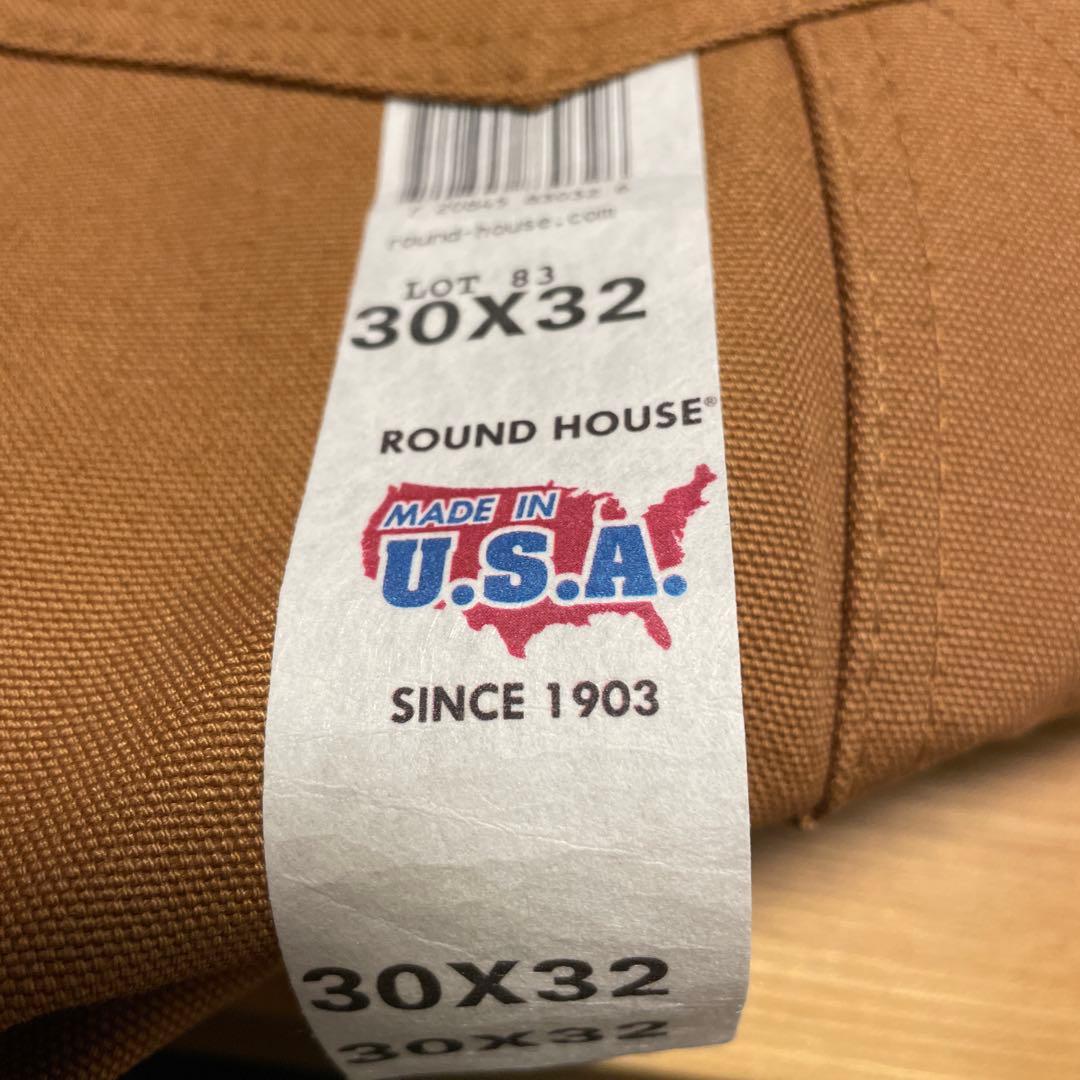 7 20845 83032 6
round-house.com
LOT 83
30X32
ROUND HOUSE®
MADE IN
U.S.A.
SINCE 1903
30X32
30X32